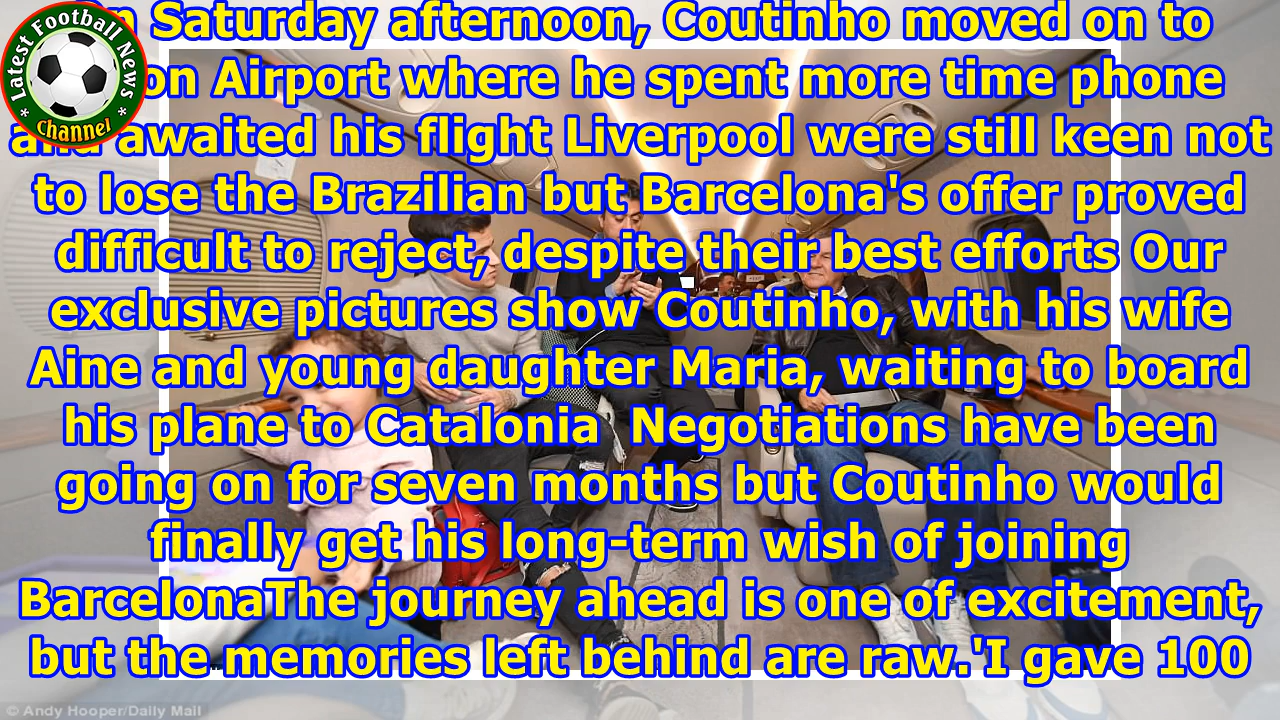 Latest Football News
* Channel *
n Saturday afternoon, Coutinho moved on to
on Airport where he spent more time phone
and awaited his flight Liverpool were still keen not
to lose the Brazilian but Barcelona's offer proved
difficult to reject, despite their best efforts Our
exclusive pictures show Coutinho, with his wife
Aine and young daughter Maria, waiting to board
his plane to Catalonia Negotiations have been
going on for seven months but Coutinho would
finally get his long-term wish of joining
BarcelonaThe journey ahead is one of excitement,
but the memories left behind are raw.'I gave 100
© Andy Hooper/Daily Mail